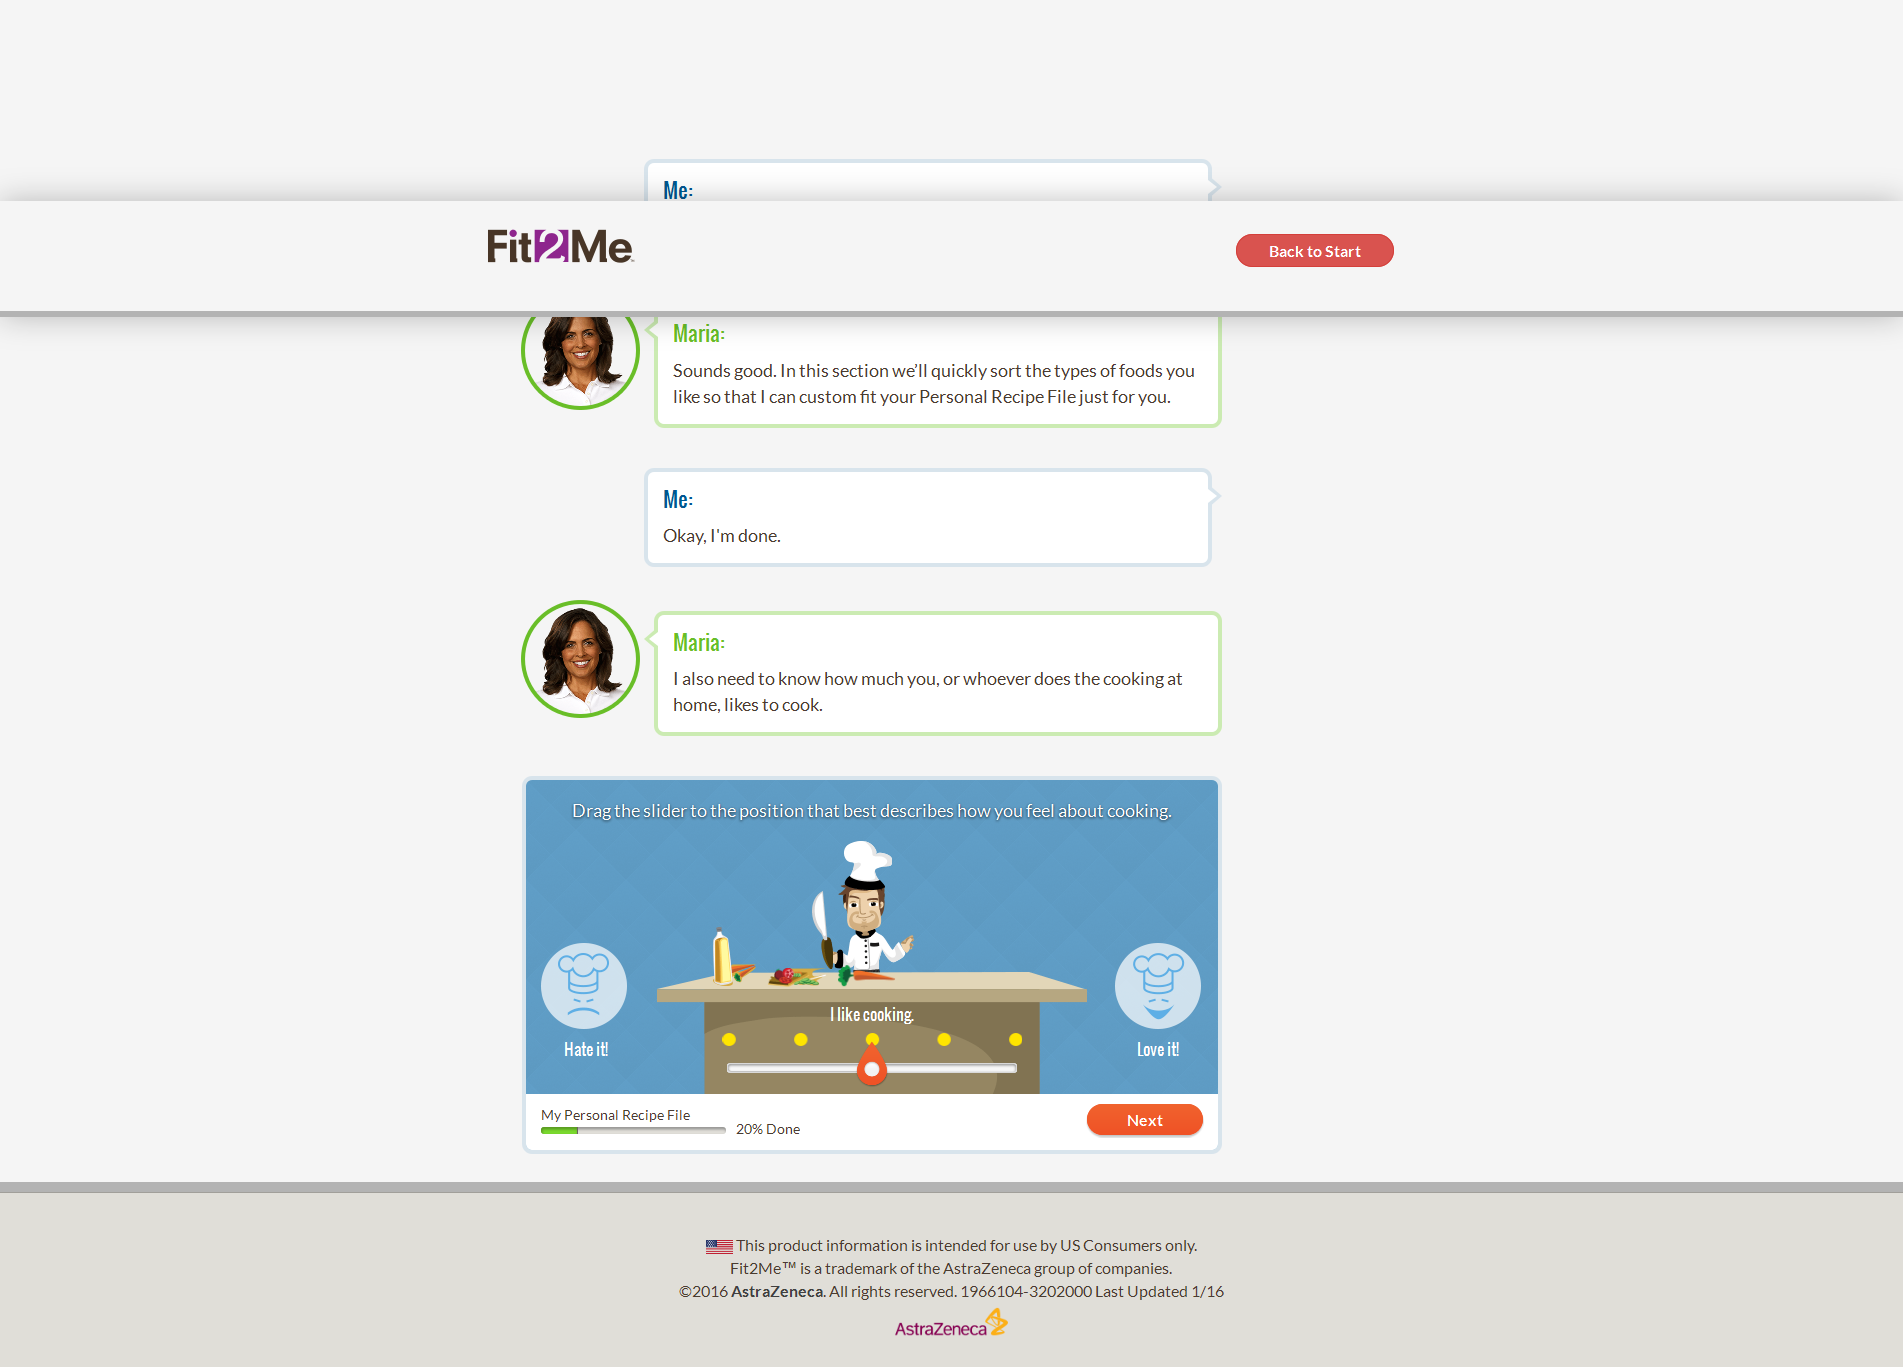 Me:
Fit2Me™
Back to Start
Maria:
Sounds good. In this section we’ll quickly sort the types of foods you
like so that I can custom fit your Personal Recipe File just for you.
Me:
Okay, I'm done.
Maria:
I also need to know how much you, or whoever does the cooking at
home, likes to cook.
Drag the slider to the position that best describes how you feel about cooking.
I like cooking.
Hate it!
Love it!
My Personal Recipe File
20% Done
Next
This product information is intended for use by US Consumers only.
Fit2Me™ is a trademark of the AstraZeneca group of companies.
©2016 AstraZeneca. All rights reserved. 1966104-3202000 Last Updated 1/16
AstraZeneca